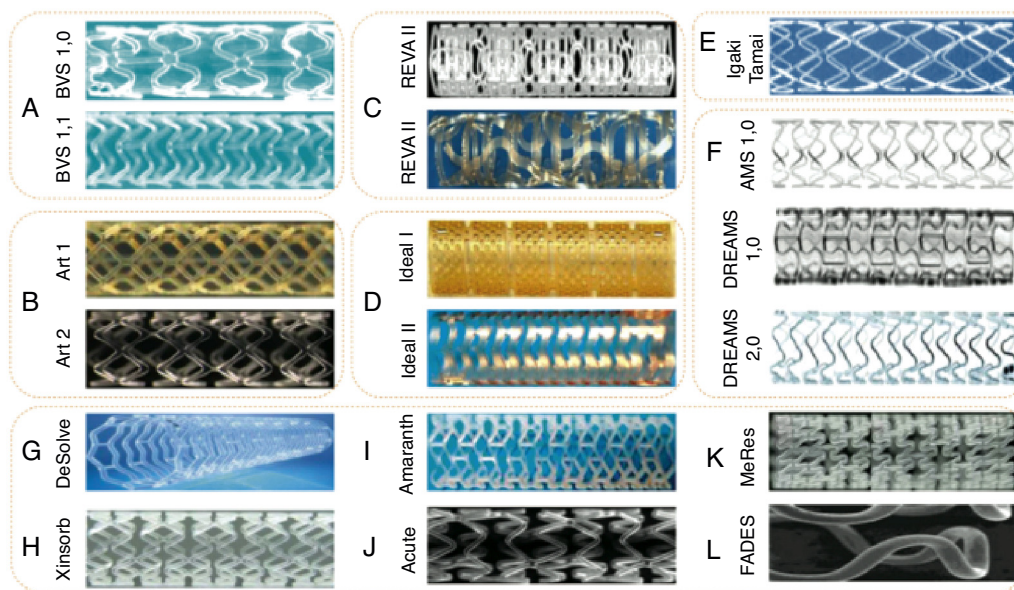 A
BVS 1,0
BVS 1,1
C
REVA II
REVA II
E
Igaki
Tamai
F
AMS 1,0
DREAMS
1,0
DREAMS
2,0
B
Art 1
Art 2
D
Ideal I
Ideal II
G
DeSolve
I
Amaranth
K
MeRes
H
Xinsorb
J
Acute
L
FADES